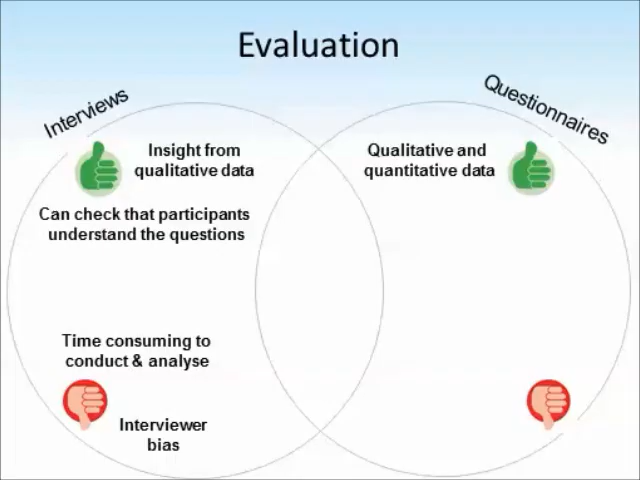 Evaluation
Interviews
Questionnaires
Insight from
qualitative data
Qualitative and
quantitative data
Can check that participants
understand the questions
Time consuming to
conduct & analyse
Interviewer
bias